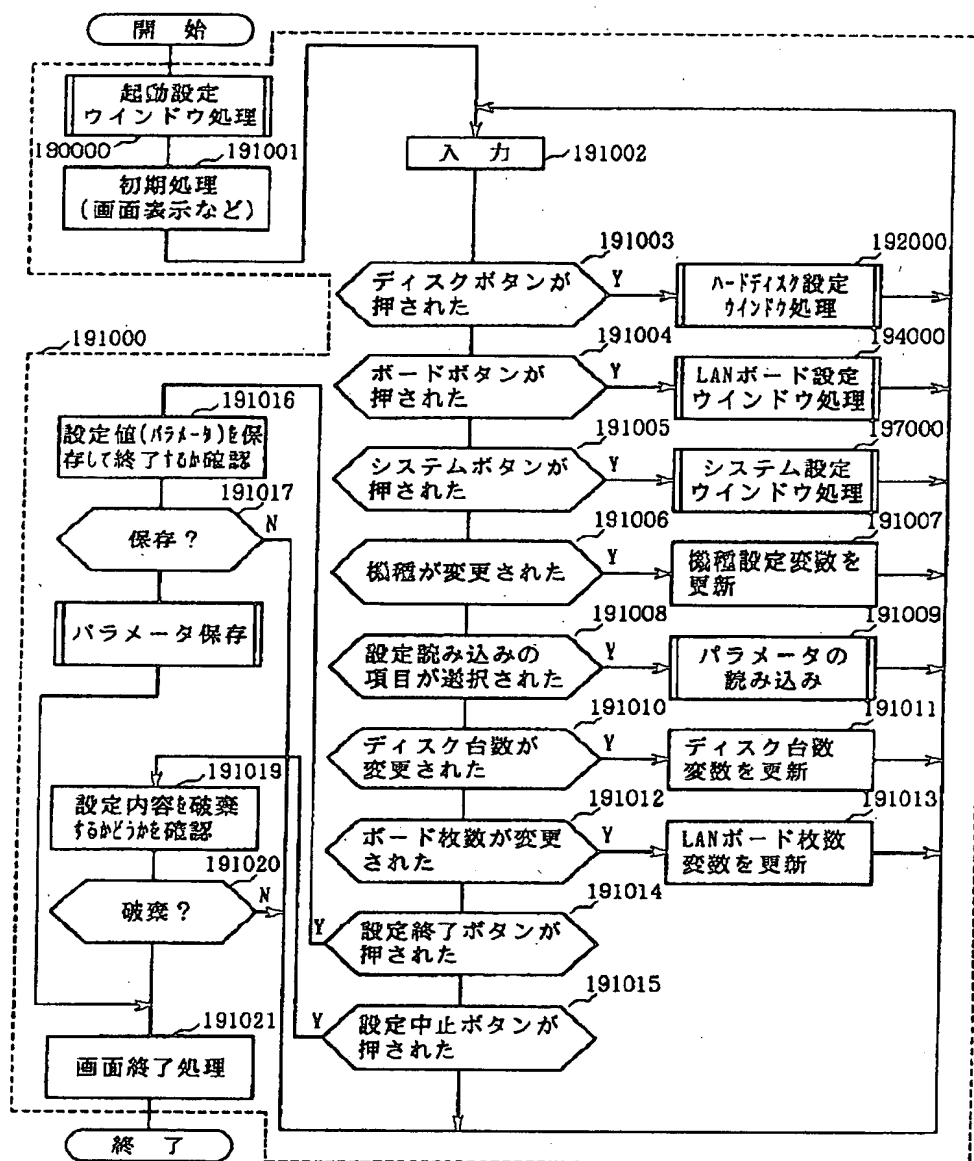 開 始
起動設定
ウインドウ処理
190000
191001
初期処理
(画面表示など)
入 力
191002
191003
ディスクボタンが
押された
Y
192000
ハードディスク設定
ウインドウ処理
191004
ボードボタンが
押された
Y
194000
LANボード設定
ウインドウ処理
191005
システムボタンが
押された
Y
197000
システム設定
ウインドウ処理
191006
機種が変更された
Y
191007
機種設定変数を
更新
191008
設定読み込みの
項目が選択された
Y
191009
パラメータの
読み込み
191010
ディスク台数が
変更された
Y
191011
ディスク台数
変数を更新
191012
ボード枚数が変更
された
Y
191013
LANボード枚数
変数を更新
191014
設定終了ボタンが
押された
Y
191015
設定中止ボタンが
押された
Y
191000
191016
設定値(パラメータ)を保
存して終了するか確認
191017
保存?
N
パラメータ保存
191019
設定内容を破棄
するかどうかを確認
191020
破棄?
N
191021
画面終了処理
終 了